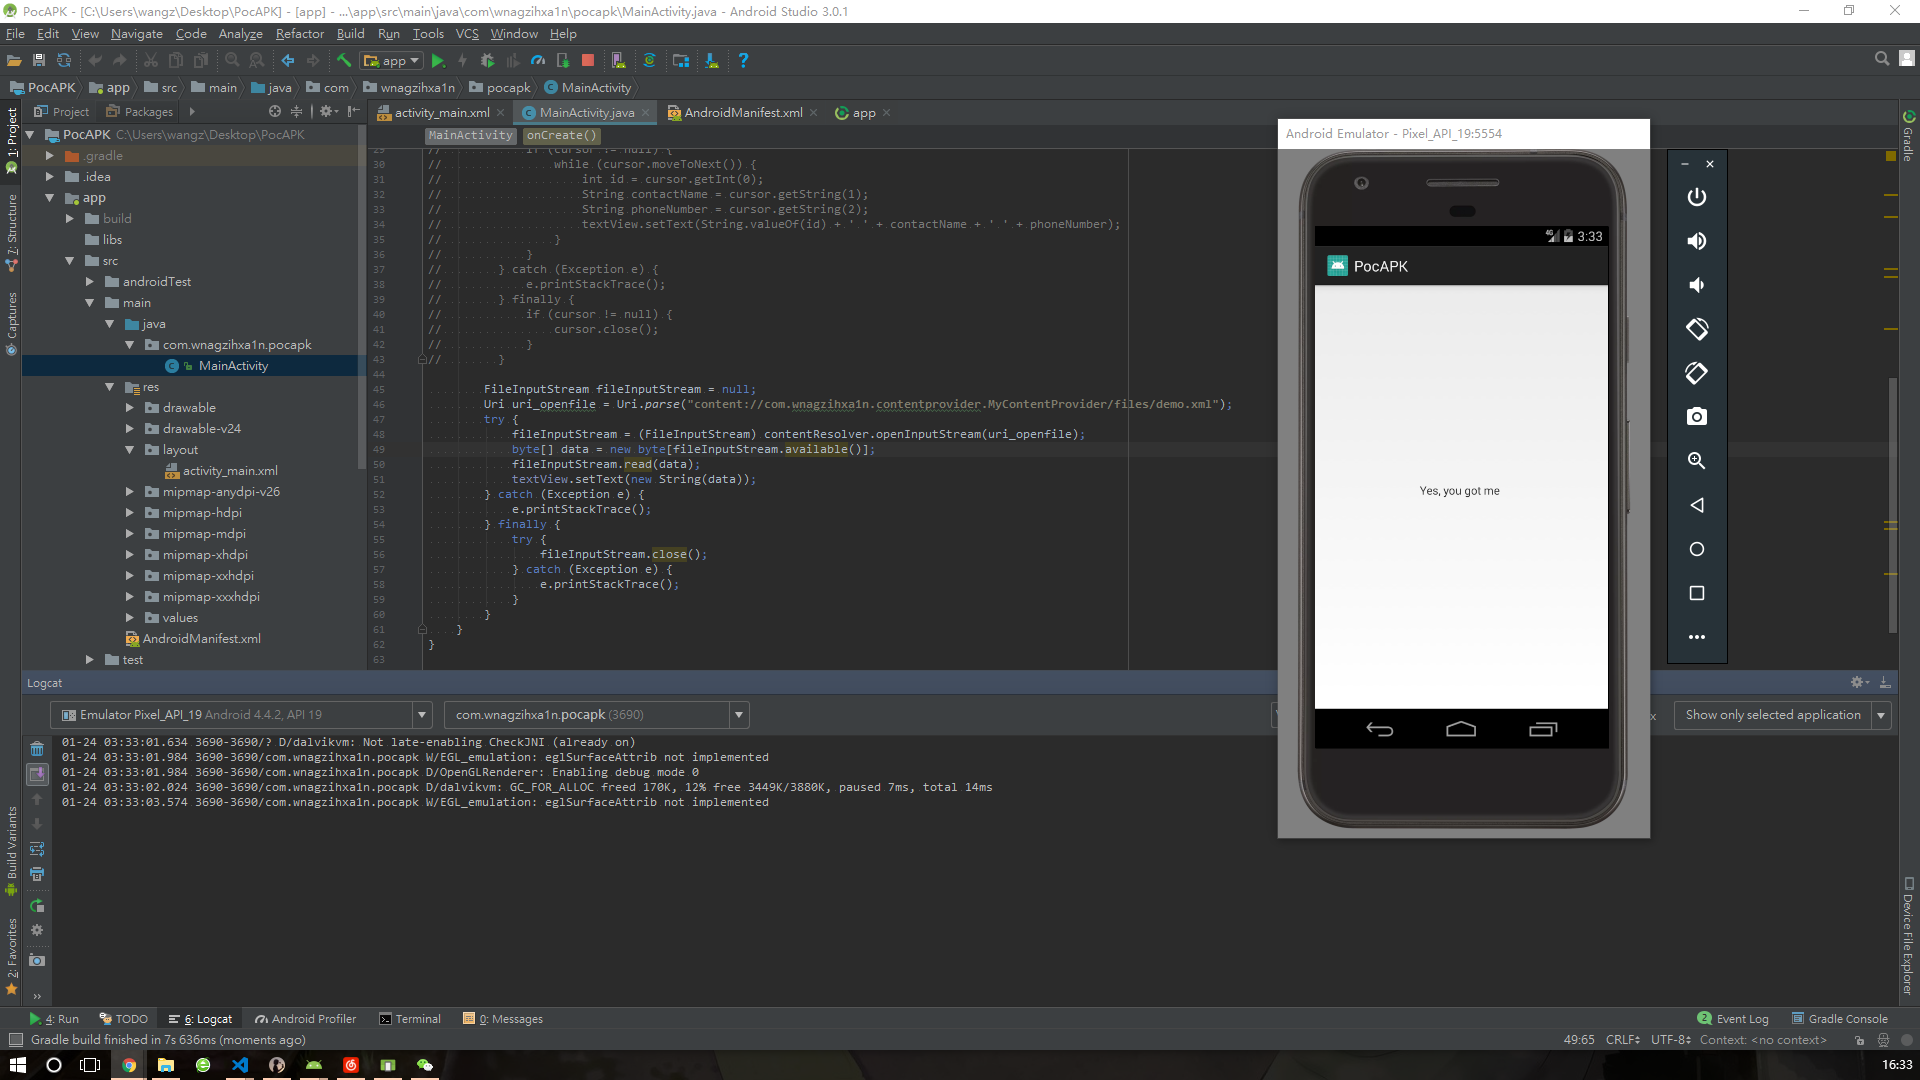 PocAPK - [C:\Users\wangz\Desktop\PocAPK] - [app] - ...\app\src\main\java\com\wnagzihxa1n\pocapk\MainActivity.java - Android Studio 3.0.1
File Edit View Navigate Code Analyze Refactor Build Run Tools VCS Window Help
app
PocAPK app src main java com wnagzihxa1n pocapk MainActivity
Project Packages
activity_main.xml MainActivity.java AndroidManifest.xml app
MainActivity onCreate()
1: Project
7: Structure
Captures
Build Variants
2: Favorites
PocAPK C:\Users\wangz\Desktop\PocAPK
.gradle
.idea
app
build
libs
src
androidTest
main
java
com.wnagzihxa1n.pocapk
MainActivity
res
drawable
drawable-v24
layout
activity_main.xml
mipmap-anydpi-v26
mipmap-hdpi
mipmap-mdpi
mipmap-xhdpi
mipmap-xxhdpi
mipmap-xxxhdpi
values
AndroidManifest.xml
test
29 // if (cursor != null) {
30 // while (cursor.moveToNext()) {
31 // int id = cursor.getInt(0);
32 // String contactName = cursor.getString(1);
33 // String phoneNumber = cursor.getString(2);
34 // textView.setText(String.valueOf(id) + ' ' + contactName + ' ' + phoneNumber);
35 // }
36 // }
37 // } catch (Exception e) {
38 // e.printStackTrace();
39 // } finally {
40 // if (cursor != null) {
41 // cursor.close();
42 // }
43 // }
44
45 FileInputStream fileInputStream = null;
46 Uri uri_openfile = Uri.parse("content://com.wnagzihxa1n.contentprovider.MyContentProvider/files/demo.xml");
47 try {
48 fileInputStream = (FileInputStream) contentResolver.openInputStream(uri_openfile);
49 byte[] data = new byte[fileInputStream.available()];
50 fileInputStream.read(data);
51 textView.setText(new String(data));
52 } catch (Exception e) {
53 e.printStackTrace();
54 } finally {
55 try {
56 fileInputStream.close();
57 } catch (Exception e) {
58 e.printStackTrace();
59 }
60 }
61 }
62 }
63
Android Emulator - Pixel_API_19:5554
4G 3:33
PocAPK
Yes, you got me
Gradle
Device File Explorer
Logcat
Emulator Pixel_API_19 Android 4.4.2, API 19
com.wnagzihxa1n.pocapk (3690)
x
Show only selected application
01-24 03:33:01.634 3690-3690/? D/dalvikvm: Not late-enabling CheckJNI (already on)
01-24 03:33:01.984 3690-3690/com.wnagzihxa1n.pocapk W/EGL_emulation: eglSurfaceAttrib not implemented
01-24 03:33:01.984 3690-3690/com.wnagzihxa1n.pocapk D/OpenGLRenderer: Enabling debug mode 0
01-24 03:33:02.024 3690-3690/com.wnagzihxa1n.pocapk D/dalvikvm: GC_FOR_ALLOC freed 170K, 12% free 3449K/3880K, paused 7ms, total 14ms
01-24 03:33:03.574 3690-3690/com.wnagzihxa1n.pocapk W/EGL_emulation: eglSurfaceAttrib not implemented
4: Run TODO 6: Logcat Android Profiler Terminal 0: Messages 2 Event Log Gradle Console
Gradle build finished in 7s 636ms (moments ago) 49:65 CRLF UTF-8 Context: <no context>
16:33